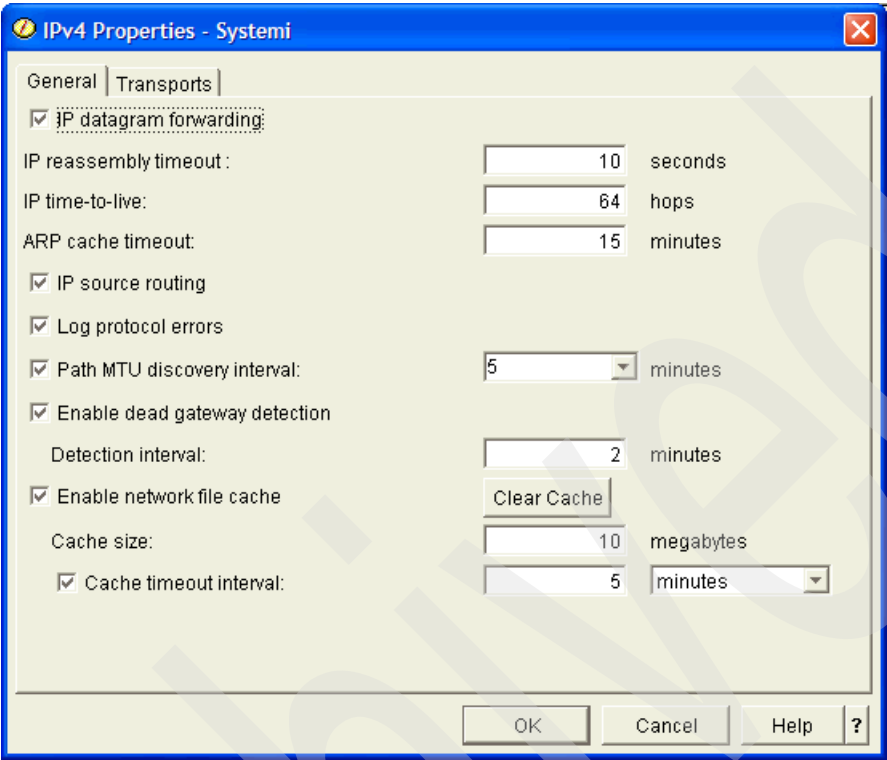 IPv4 Properties - Systemi
General Transports
IP datagram forwarding
IP reassembly timeout : 10 seconds
IP time-to-live: 64 hops
ARP cache timeout: 15 minutes
IP source routing
Log protocol errors
Path MTU discovery interval: 5 minutes
Enable dead gateway detection
Detection interval: 2 minutes
Enable network file cache Clear Cache
Cache size: 10 megabytes
Cache timeout interval: 5 minutes
OK Cancel Help ?